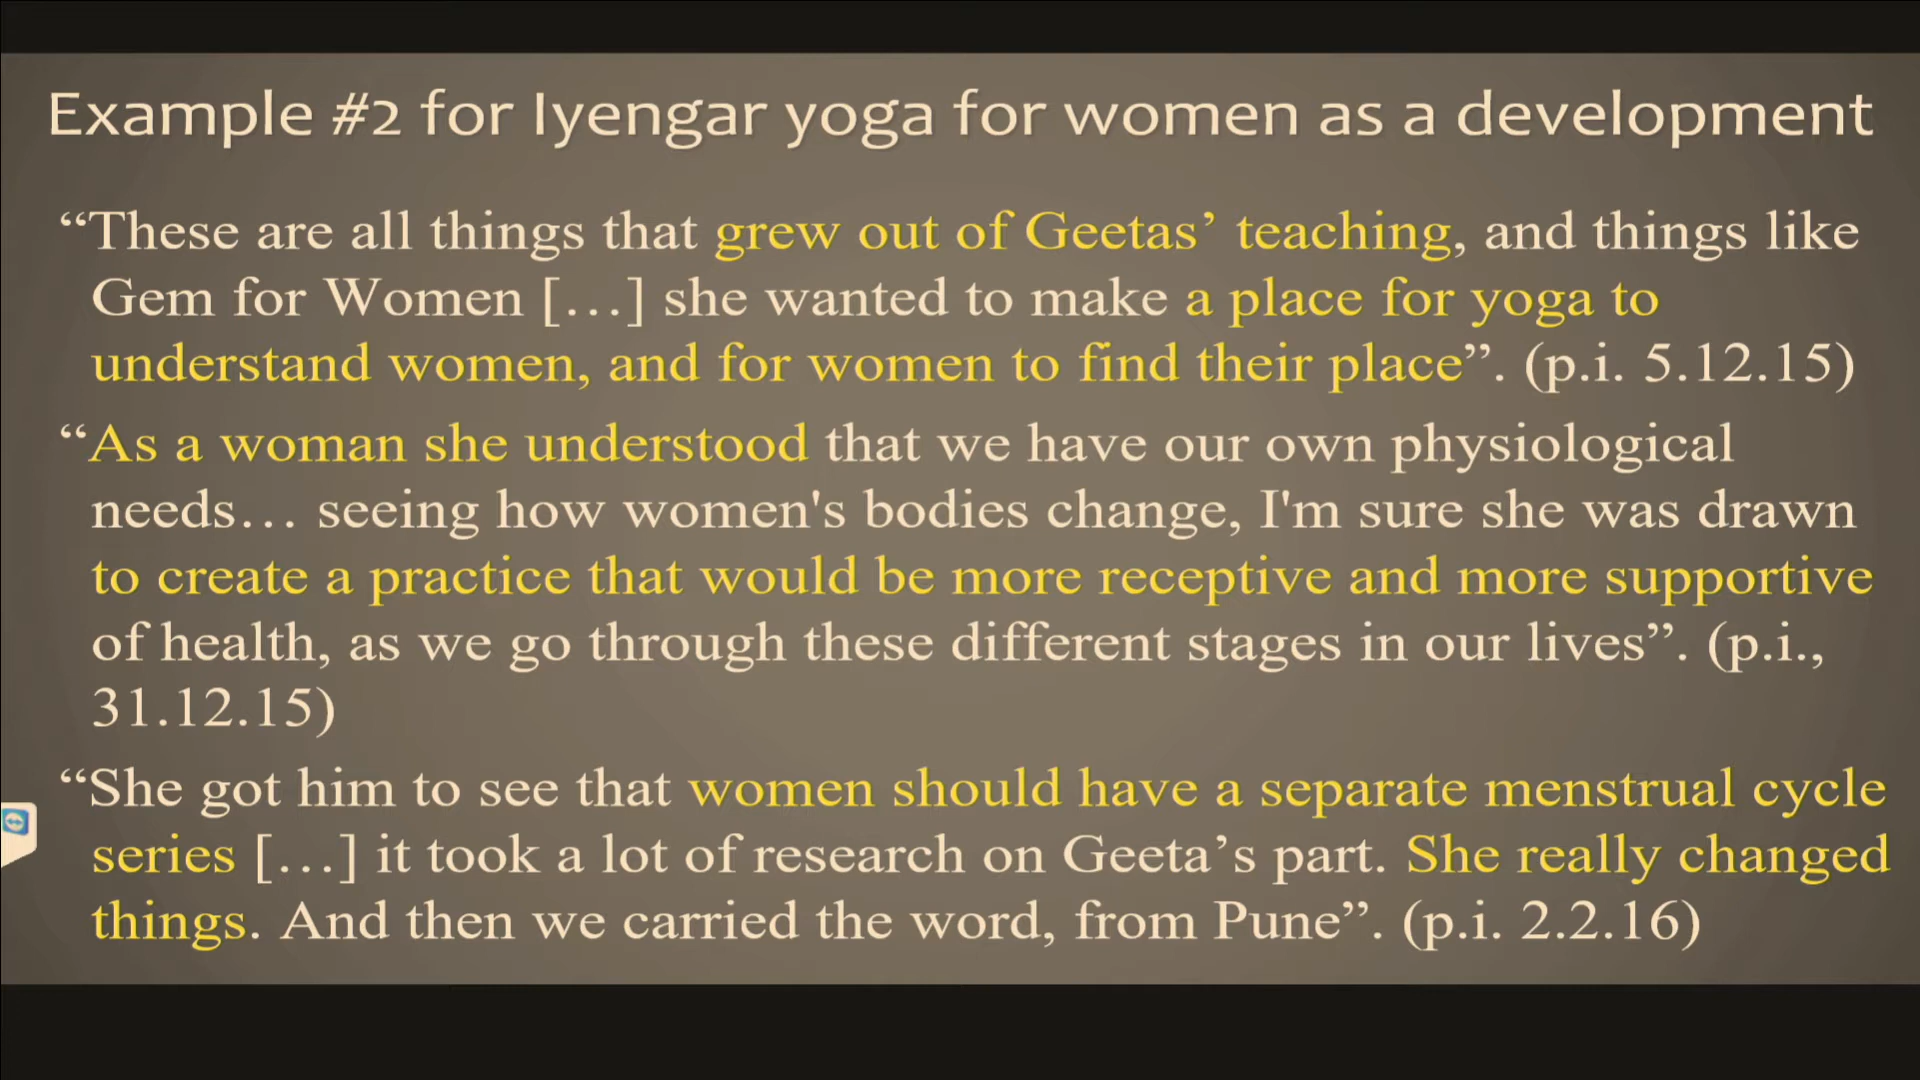 Example #2 for Iyengar yoga for women as a development
“These are all things that grew out of Geetas’ teaching, and things like
Gem for Women […] she wanted to make a place for yoga to
understand women, and for women to find their place”. (p.i. 5.12.15)
“As a woman she understood that we have our own physiological
needs… seeing how women's bodies change, I'm sure she was drawn
to create a practice that would be more receptive and more supportive
of health, as we go through these different stages in our lives”. (p.i.,
31.12.15)
“She got him to see that women should have a separate menstrual cycle
series […] it took a lot of research on Geeta’s part. She really changed
things. And then we carried the word, from Pune”. (p.i. 2.2.16)